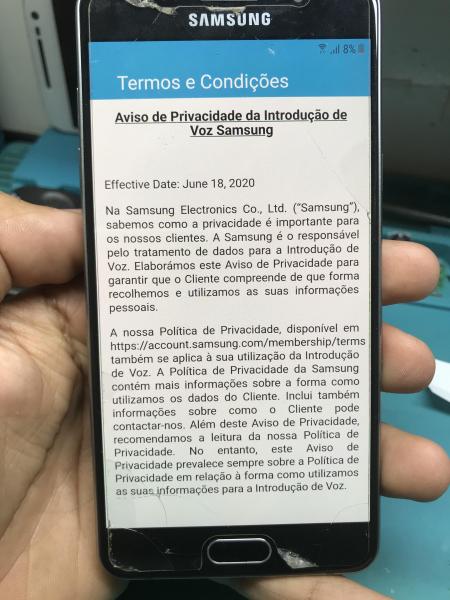 SAMSUNG
8%
Termos e Condições
Aviso de Privacidade da Introdução de
Voz Samsung
Effective Date: June 18, 2020
Na Samsung Electronics Co., Ltd. (“Samsung”),
sabemos como a privacidade é importante para
os nossos clientes. A Samsung é o responsável
pelo tratamento de dados para a Introdução de
Voz. Elaborámos este Aviso de Privacidade para
garantir que o Cliente compreende de que forma
recolhemos e utilizamos as suas informações
pessoais.
A nossa Política de Privacidade, disponível em
https://account.samsung.com/membership/terms
também se aplica à sua utilização da Introdução
de Voz. A Política de Privacidade da Samsung
contém mais informações sobre a forma como
utilizamos os dados do Cliente. Inclui também
informações sobre como o Cliente pode
contactar-nos. Além deste Aviso de Privacidade,
recomendamos a leitura da nossa Política de
Privacidade. No entanto, este Aviso de
Privacidade prevalece sempre sobre a Política de
Privacidade em relação à forma como utilizamos
as suas informações para a Introdução de Voz.